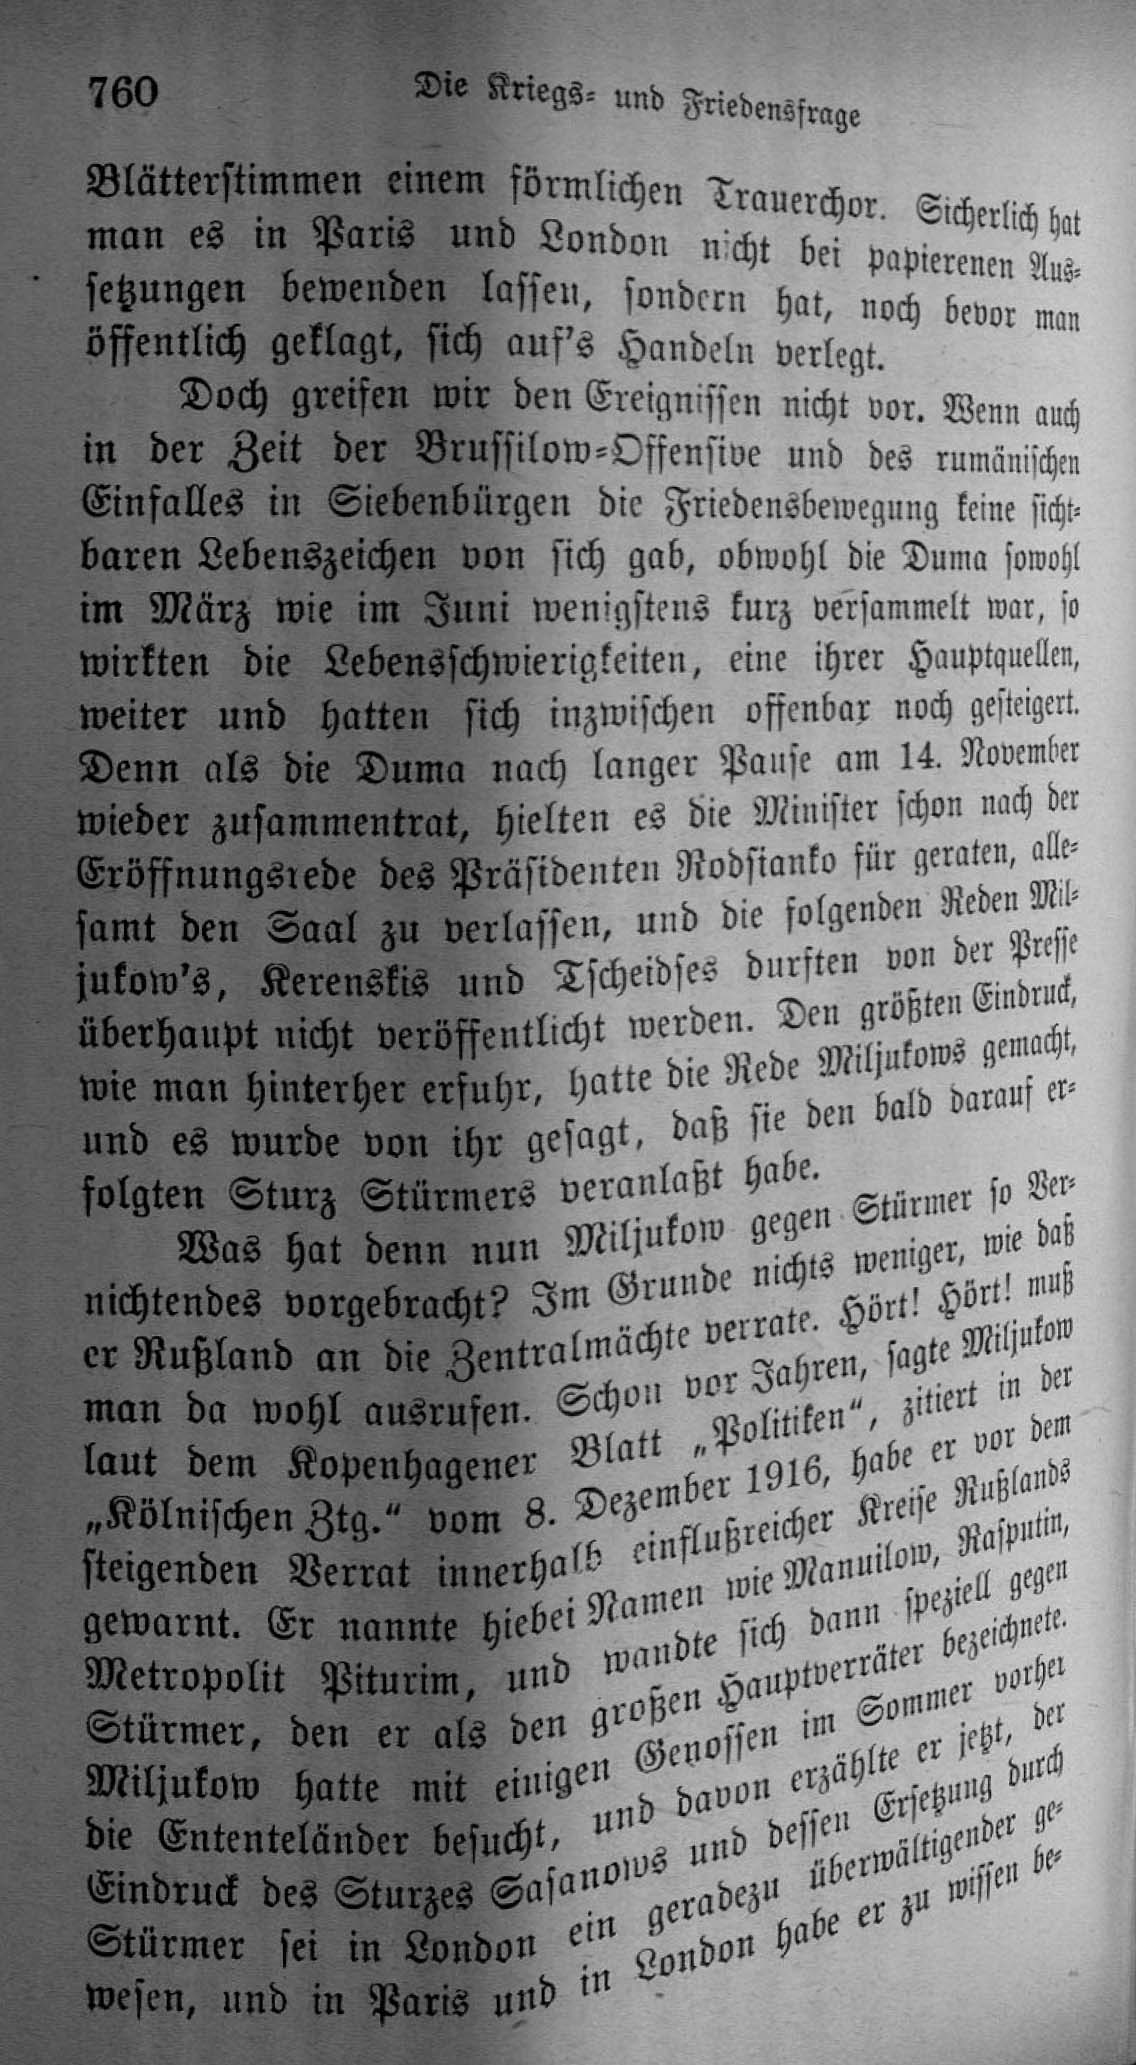 760
Die Kriegs- und Friedensfrage
Blätterstimmen einem förmlichen Trauerchor. Sicherlich hat
man es in Paris und London nicht bei papierenen Aus-
setzungen bewenden lassen, sondern hat, noch bevor man
öffentlich geklagt, sich auf's Handeln verlegt.
Doch greifen wir den Ereignissen nicht vor. Wenn auch
in der Zeit der Brussilow-Offensive und des rumänischen
Einfalles in Siebenbürgen die Friedensbewegung keine sicht-
baren Lebenszeichen von sich gab, obwohl die Duma sowohl
im März wie im Juni wenigstens kurz versammelt war, so
wirkten die Lebensschwierigkeiten, eine ihrer Hauptquellen,
weiter und hatten sich inzwischen offenbar noch gesteigert.
Denn als die Duma nach langer Pause am 14. November
wieder zusammentrat, hielten es die Minister schon nach der
Eröffnungsrede des Präsidenten Rodsianko für geraten, alle-
samt den Saal zu verlassen, und die folgenden Reden Mil-
jukow's, Kerenskis und Tscheidses durften von der Presse
überhaupt nicht veröffentlicht werden. Den größten Eindruck,
wie man hinterher erfuhr, hatte die Rede Miljukows gemacht,
und es wurde von ihr gesagt, daß sie den bald darauf er-
folgten Sturz Stürmers veranlaßt habe.
Was hat denn nun Miljukow gegen Stürmer so Ver-
nichtendes vorgebracht? Im Grunde nichts weniger, wie daß
er Rußland an die Zentralmächte verrate. Hört! Hört! muß
man da wohl ausrufen. Schon vor Jahren, sagte Miljukow
laut dem Kopenhagener Blatt „Politiken“, zitiert in der
„Kölnischen Ztg.“ vom 8. Dezember 1916, habe er vor dem
steigenden Verrat innerhalb einflußreicher Kreise Rußlands
gewarnt. Er nannte hiebei Namen wie Manuilow, Rasputin,
Metropolit Piturim, und wandte sich dann speziell gegen
Stürmer, den er als den großen Hauptverräter bezeichnete.
Miljukow hatte mit einigen Genossen im Sommer vorher
die Ententeländer besucht, und davon erzählte er jetzt, der
Eindruck des Sturzes Sasanows und dessen Ersetzung durch
Stürmer sei in London ein geradezu überwältigender ge-
wesen, und in Paris und in London habe er zu wissen be-